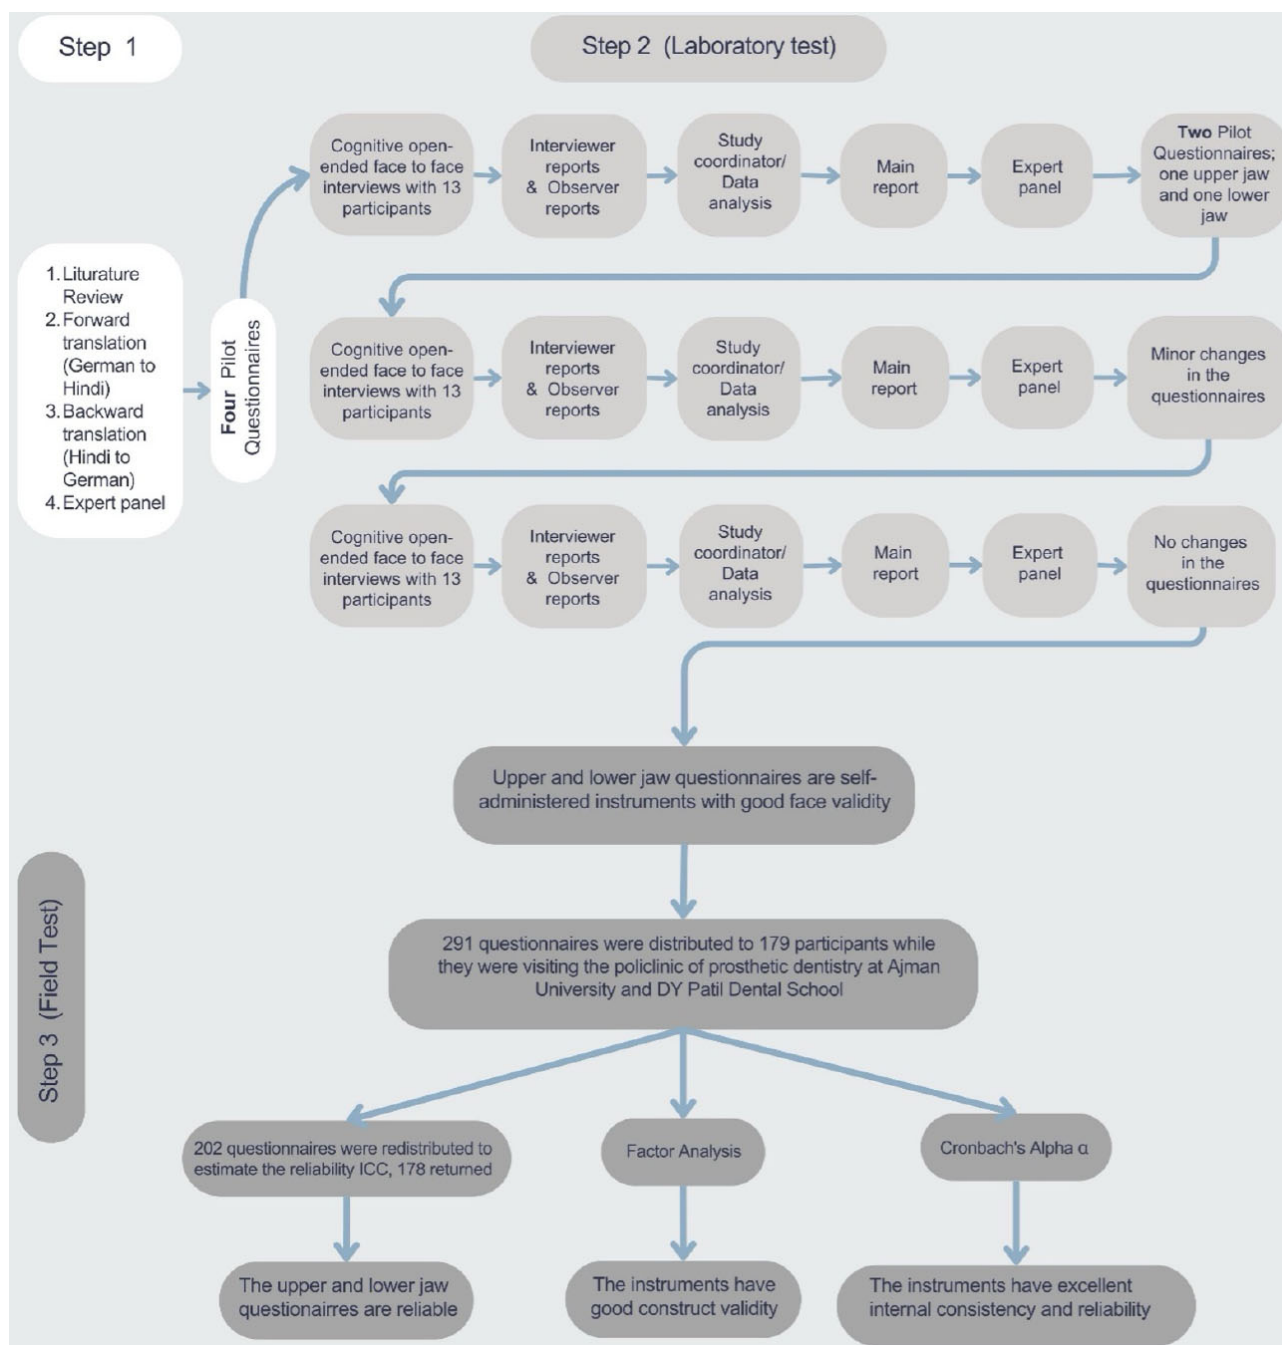 Step 1
Step 2 (Laboratory test)
Cognitive open-
ended face to face
interviews with 13
participants
Interviewer
reports
& Observer
reports
Study
coordinator/
Data
analysis
Main
report
Expert
panel
Two Pilot
Questionnaires;
one upper jaw
and one lower
jaw
1. Liturature
Review
2. Forward
translation
(German to
Hindi)
3. Backward
translation
(Hindi to
German)
4. Expert panel
Four Pilot
Questionnaires
Cognitive open-
ended face to face
interviews with 13
participants
Interviewer
reports
& Observer
reports
Study
coordinator/
Data
analysis
Main
report
Expert
panel
Minor changes
in the
questionnaires
Cognitive open-
ended face to face
interviews with 13
participants
Interviewer
reports
& Observer
reports
Study
coordinator/
Data
analysis
Main
report
Expert
panel
No changes
in the
questionnaires
Upper and lower jaw questionnaires are self-
administered instruments with good face validity
Step 3 (Field Test)
291 questionnaires were distributed to 179 participants while
they were visiting the policlinic of prosthetic dentistry at Ajman
University and DY Patil Dental School
202 questionnaires were redistributed to
estimate the reliability ICC, 178 returned
Factor Analysis
Cronbach's Alpha α
The upper and lower jaw
questionairres are reliable
The instruments have
good construct validity
The instruments have excellent
internal consistency and reliability